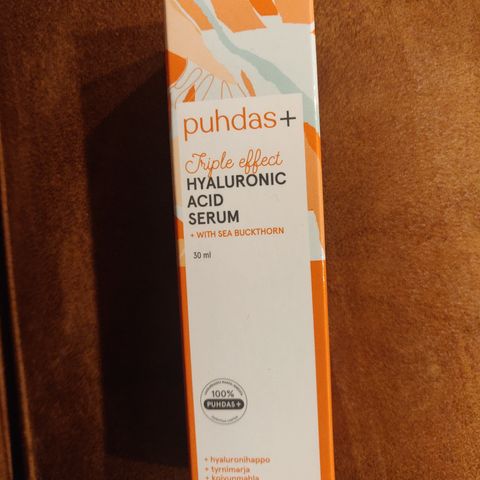 puhdas+
Triple effect
HYALURONIC
ACID
SERUM
+ WITH SEA BUCKTHORN
30 ml
100%
PUHDAS+
+ hyaluronihappo
+ tyrnimarja
+ koivunmahla